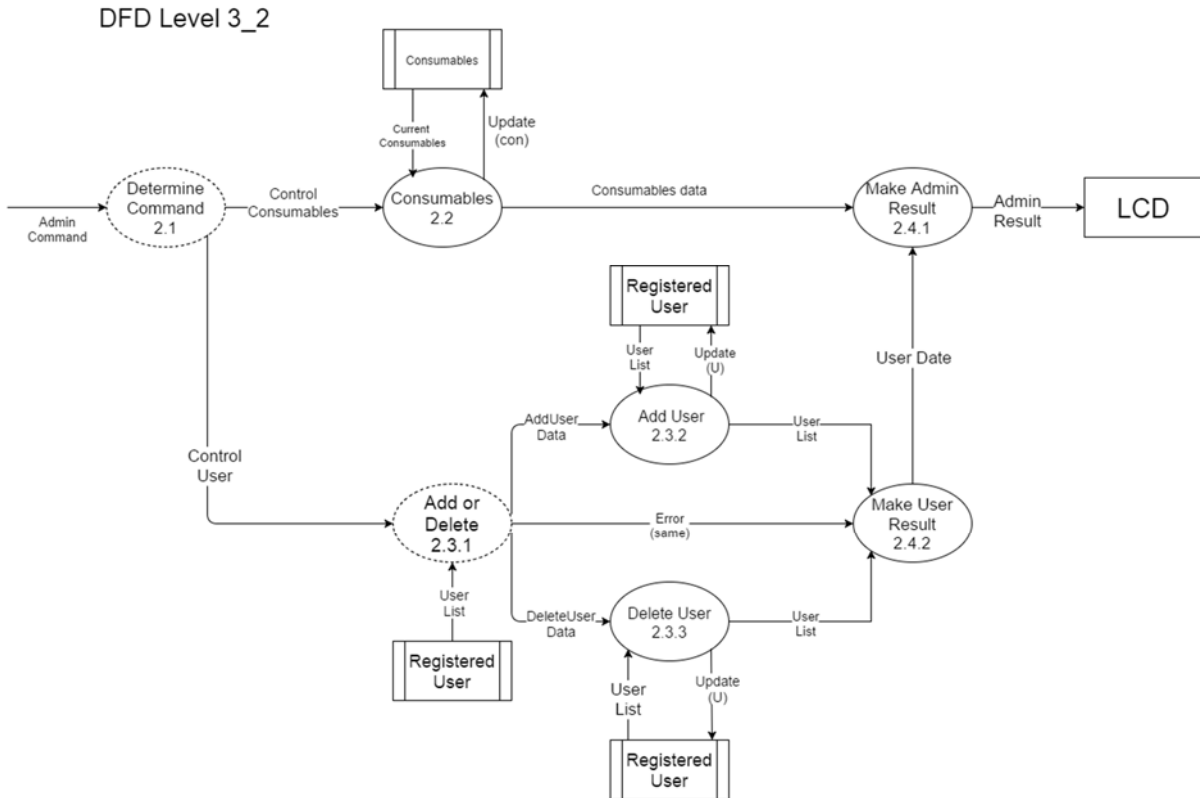 DFD Level 3_2
Consumables
Current
Consumables
Update
(con)
Determine
Command
2.1
Control
Consumables
Consumables
2.2
Consumables data
Make Admin
Result
2.4.1
Admin
Result
LCD
Admin
Command
Registered
User
User
List
Update
(U)
User Date
AddUser
Data
Add User
2.3.2
User
List
Control
User
Add or
Delete
2.3.1
Error
(same)
Make User
Result
2.4.2
User
List
DeleteUser
Data
Delete User
2.3.3
User
List
Registered
User
User
List
Update
(U)
Registered
User